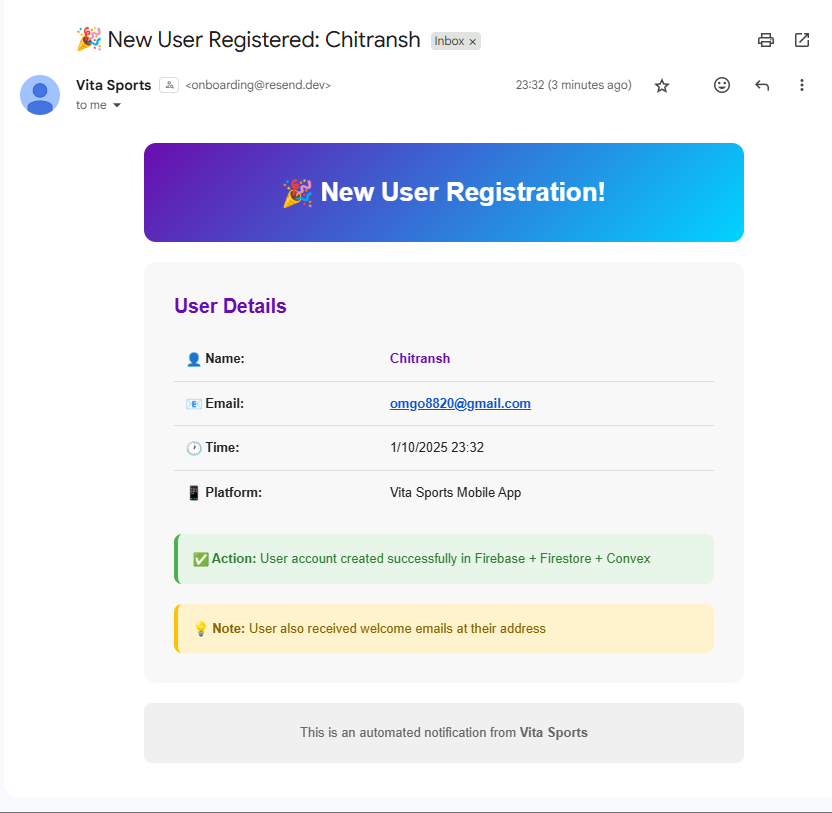 🎉 New User Registered: Chitransh Inbox ×
Vita Sports <onboarding@resend.dev> 23:32 (3 minutes ago)
to me
🎉 New User Registration!
User Details
👤 Name: Chitransh
📧 Email: omgo8820@gmail.com
🕐 Time: 1/10/2025 23:32
📱 Platform: Vita Sports Mobile App
✅ Action: User account created successfully in Firebase + Firestore + Convex
💡 Note: User also received welcome emails at their address
This is an automated notification from Vita Sports